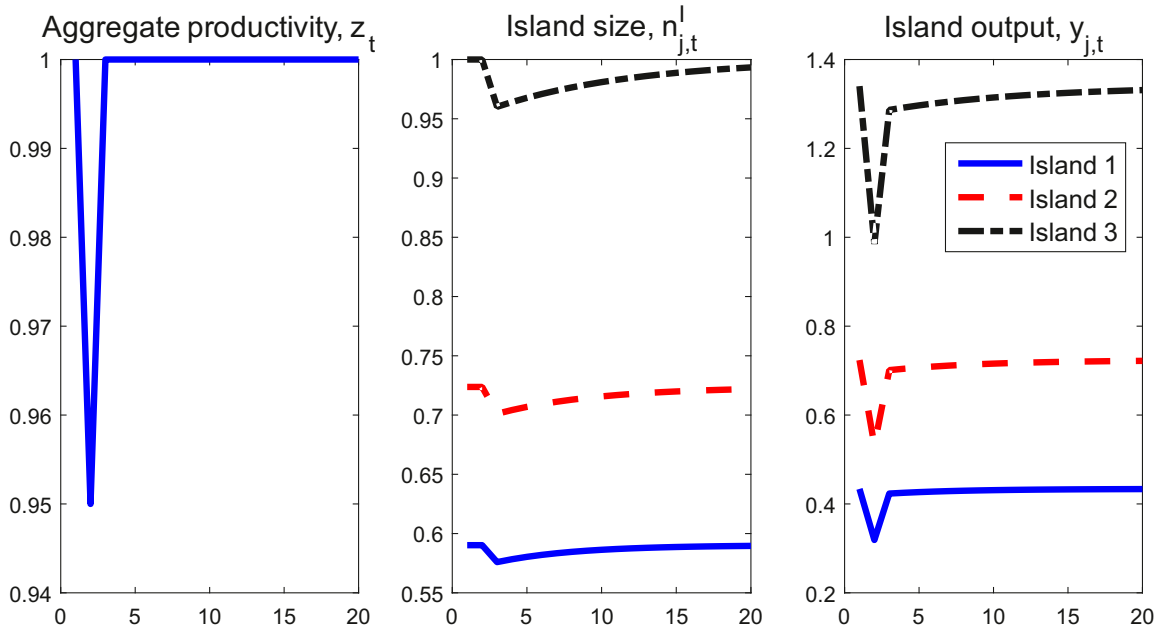 Aggregate productivity, z_t
1
0.99
0.98
0.97
0.96
0.95
0.94
0 5 10 15 20
Island size, n^l_{j,t}
1
0.95
0.9
0.85
0.8
0.75
0.7
0.65
0.6
0.55
0 5 10 15 20
Island output, y_{j,t}
1.4
1.2
1
0.8
0.6
0.4
0.2
0 5 10 15 20
Island 1
Island 2
Island 3